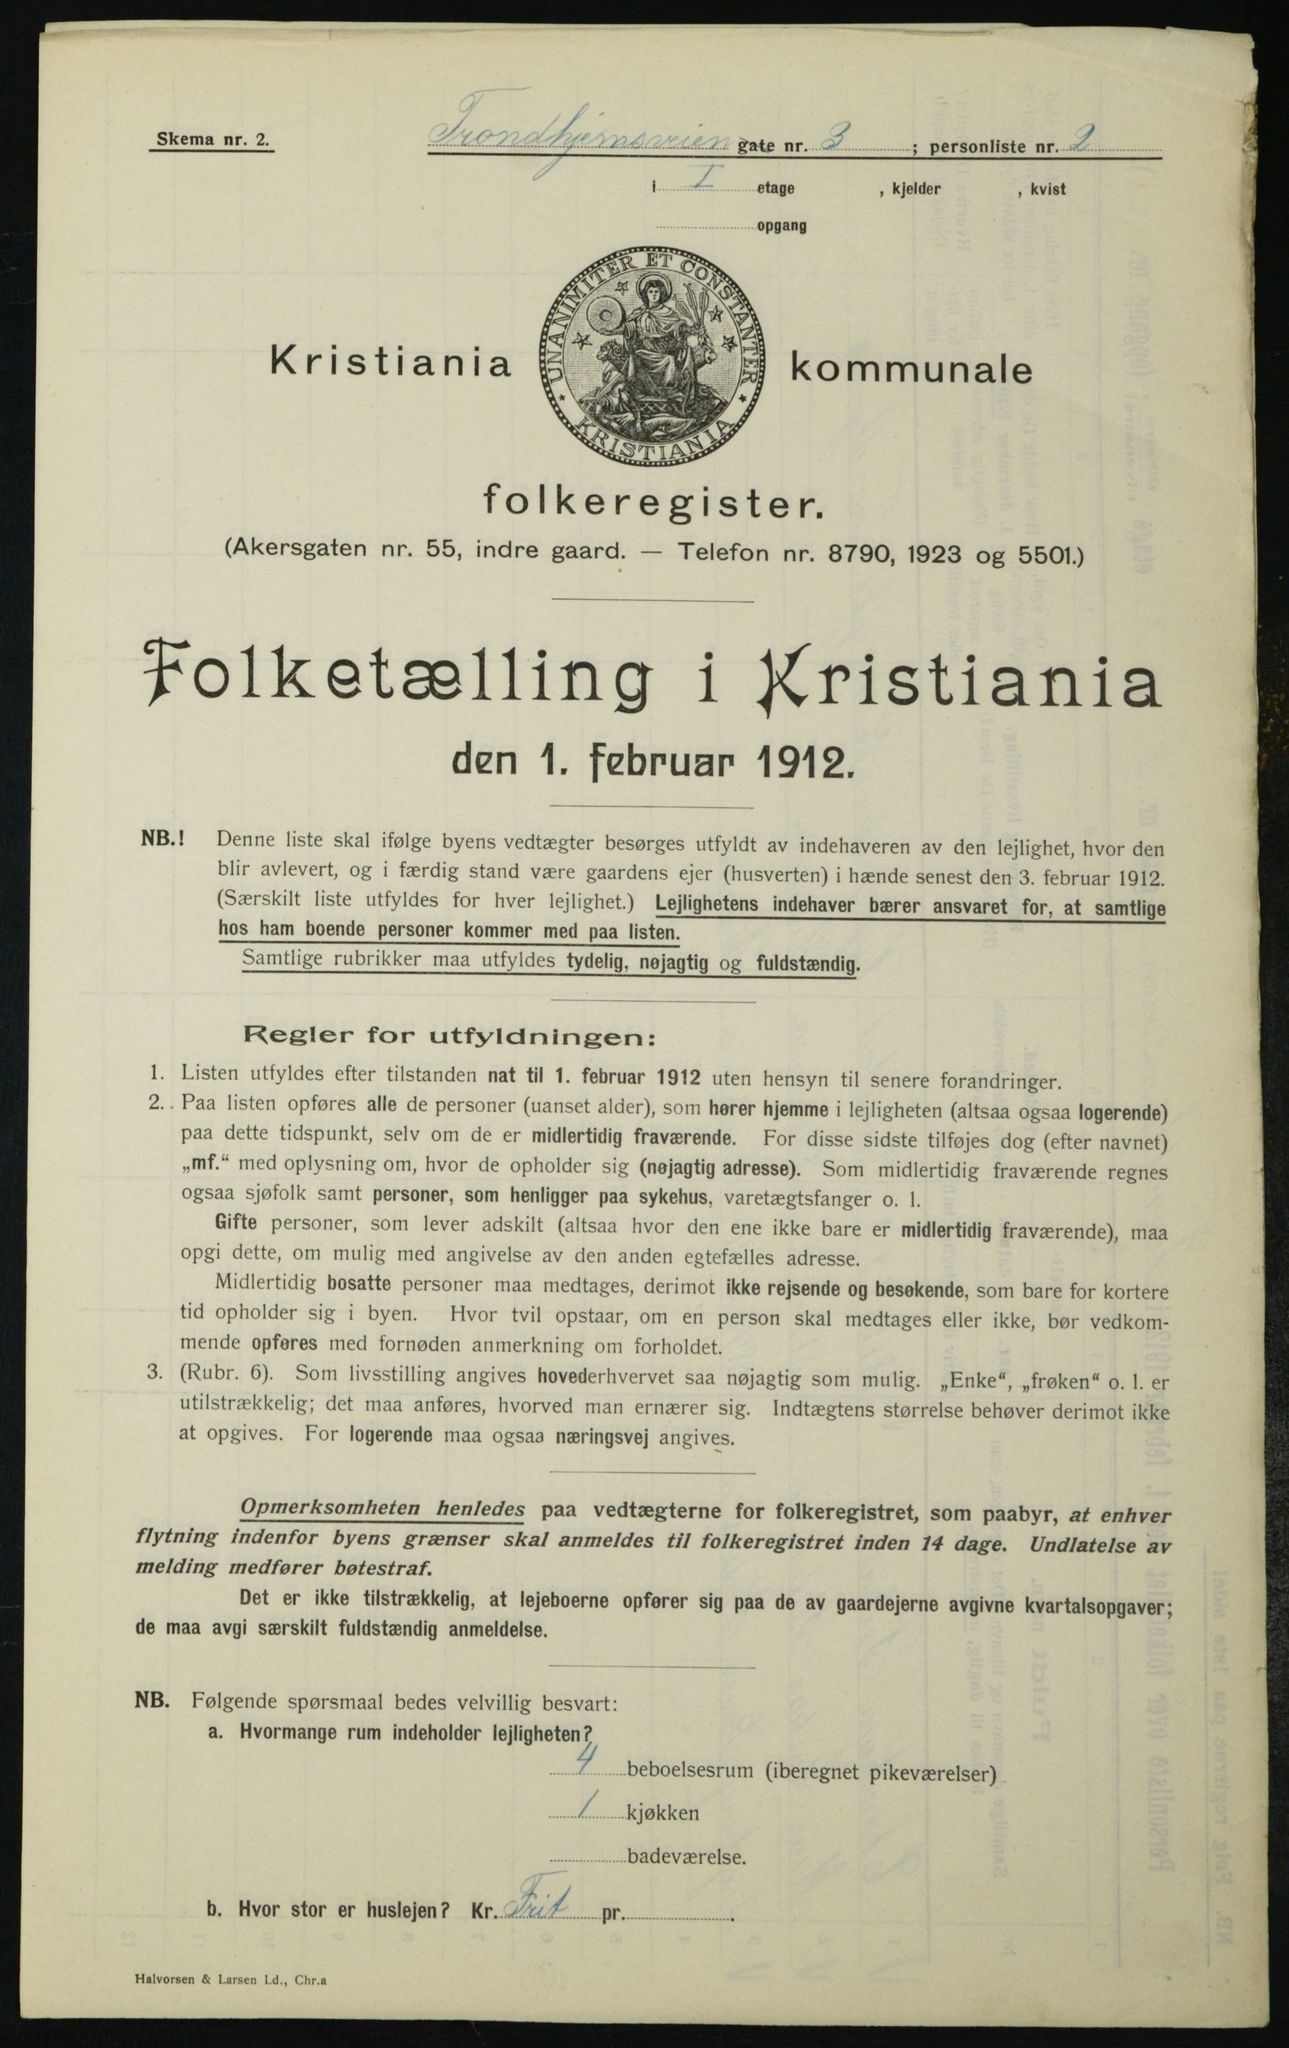 Skema nr. 2.
Trondhjemsveien gate nr. 3 ; personliste nr. 2
i I etage , kjelder , kvist
opgang
UNANIMITER ET CONSTANTER
KRISTIANIA
Kristiania kommunale
folkeregister.
(Akersgaten nr. 55, indre gaard. — Telefon nr. 8790, 1923 og 5501.)
Folketælling i Kristiania
den 1. februar 1912.
NB.! Denne liste skal ifølge byens vedtægter besørges utfyldt av indehaveren av den lejlighet, hvor den
blir avlevert, og i færdig stand være gaardens ejer (husverten) i hænde senest den 3. februar 1912.
(Særskilt liste utfyldes for hver lejlighet.) Lejlighetens indehaver bærer ansvaret for, at samtlige
hos ham boende personer kommer med paa listen.
Samtlige rubrikker maa utfyldes tydelig, nøjagtig og fuldstændig.
Regler for utfyldningen:
1. Listen utfyldes efter tilstanden nat til 1. februar 1912 uten hensyn til senere forandringer.
2. Paa listen opføres alle de personer (uanset alder), som hører hjemme i lejligheten (altsaa ogsaa logerende)
paa dette tidspunkt, selv om de er midlertidig fraværende. For disse sidste tilføjes dog (efter navnet)
„mf.“ med oplysning om, hvor de opholder sig (nøjagtig adresse). Som midlertidig fraværende regnes
ogsaa sjøfolk samt personer, som henligger paa sykehus, varetægtsfanger o. l.
Gifte personer, som lever adskilt (altsaa hvor den ene ikke bare er midlertidig fraværende), maa
opgi dette, om mulig med angivelse av den anden egtefælles adresse.
Midlertidig bosatte personer maa medtages, derimot ikke rejsende og besøkende, som bare for kortere
tid opholder sig i byen. Hvor tvil opstaar, om en person skal medtages eller ikke, bør vedkom-
mende opføres med fornøden anmerkning om forholdet.
3. (Rubr. 6). Som livsstilling angives hovederhvervet saa nøjagtig som mulig. „Enke“, „frøken“ o. l. er
utilstrækkelig; det maa anføres, hvorved man ernærer sig. Indtægtens størrelse behøver derimot ikke
at opgives. For logerende maa ogsaa næringsvej angives.
Opmerksomheten henledes paa vedtægterne for folkeregistret, som paabyr, at enhver
flytning indenfor byens grænser skal anmeldes til folkeregistret inden 14 dage. Undlatelse av
melding medfører bøtestraf.
Det er ikke tilstrækkelig, at lejeboerne opfører sig paa de av gaardejerne avgivne kvartalsopgaver;
de maa avgi særskilt fuldstændig anmeldelse.
NB. Følgende spørsmaal bedes velvillig besvart:
a. Hvormange rum indeholder lejligheten?
4 beboelsesrum (iberegnet pikeværelser)
1 kjøkken
badeværelse.
b. Hvor stor er huslejen? Kr. Frit pr. .
Halvorsen & Larsen Ld., Chr.a